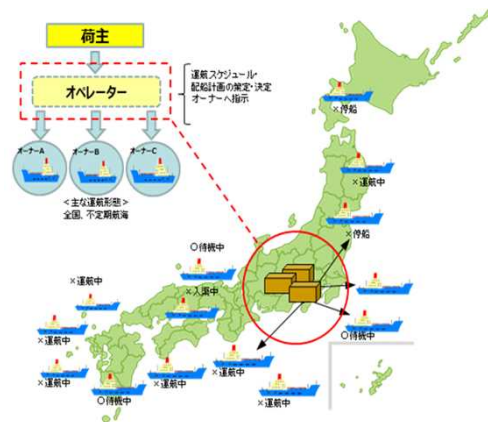 荷主
オペレーター
運航スケジュール・
配船計画の策定・決定
オーナーへ指示
オーナーA
オーナーB
オーナーC
<主な運航形態>
全国、不定期航海
×停船
×運航中
×停船
〇待機中
×運航中
×入渠中
×運航中
〇待機中
×運航中
×運航中
×運航中
×運航中
〇待機中